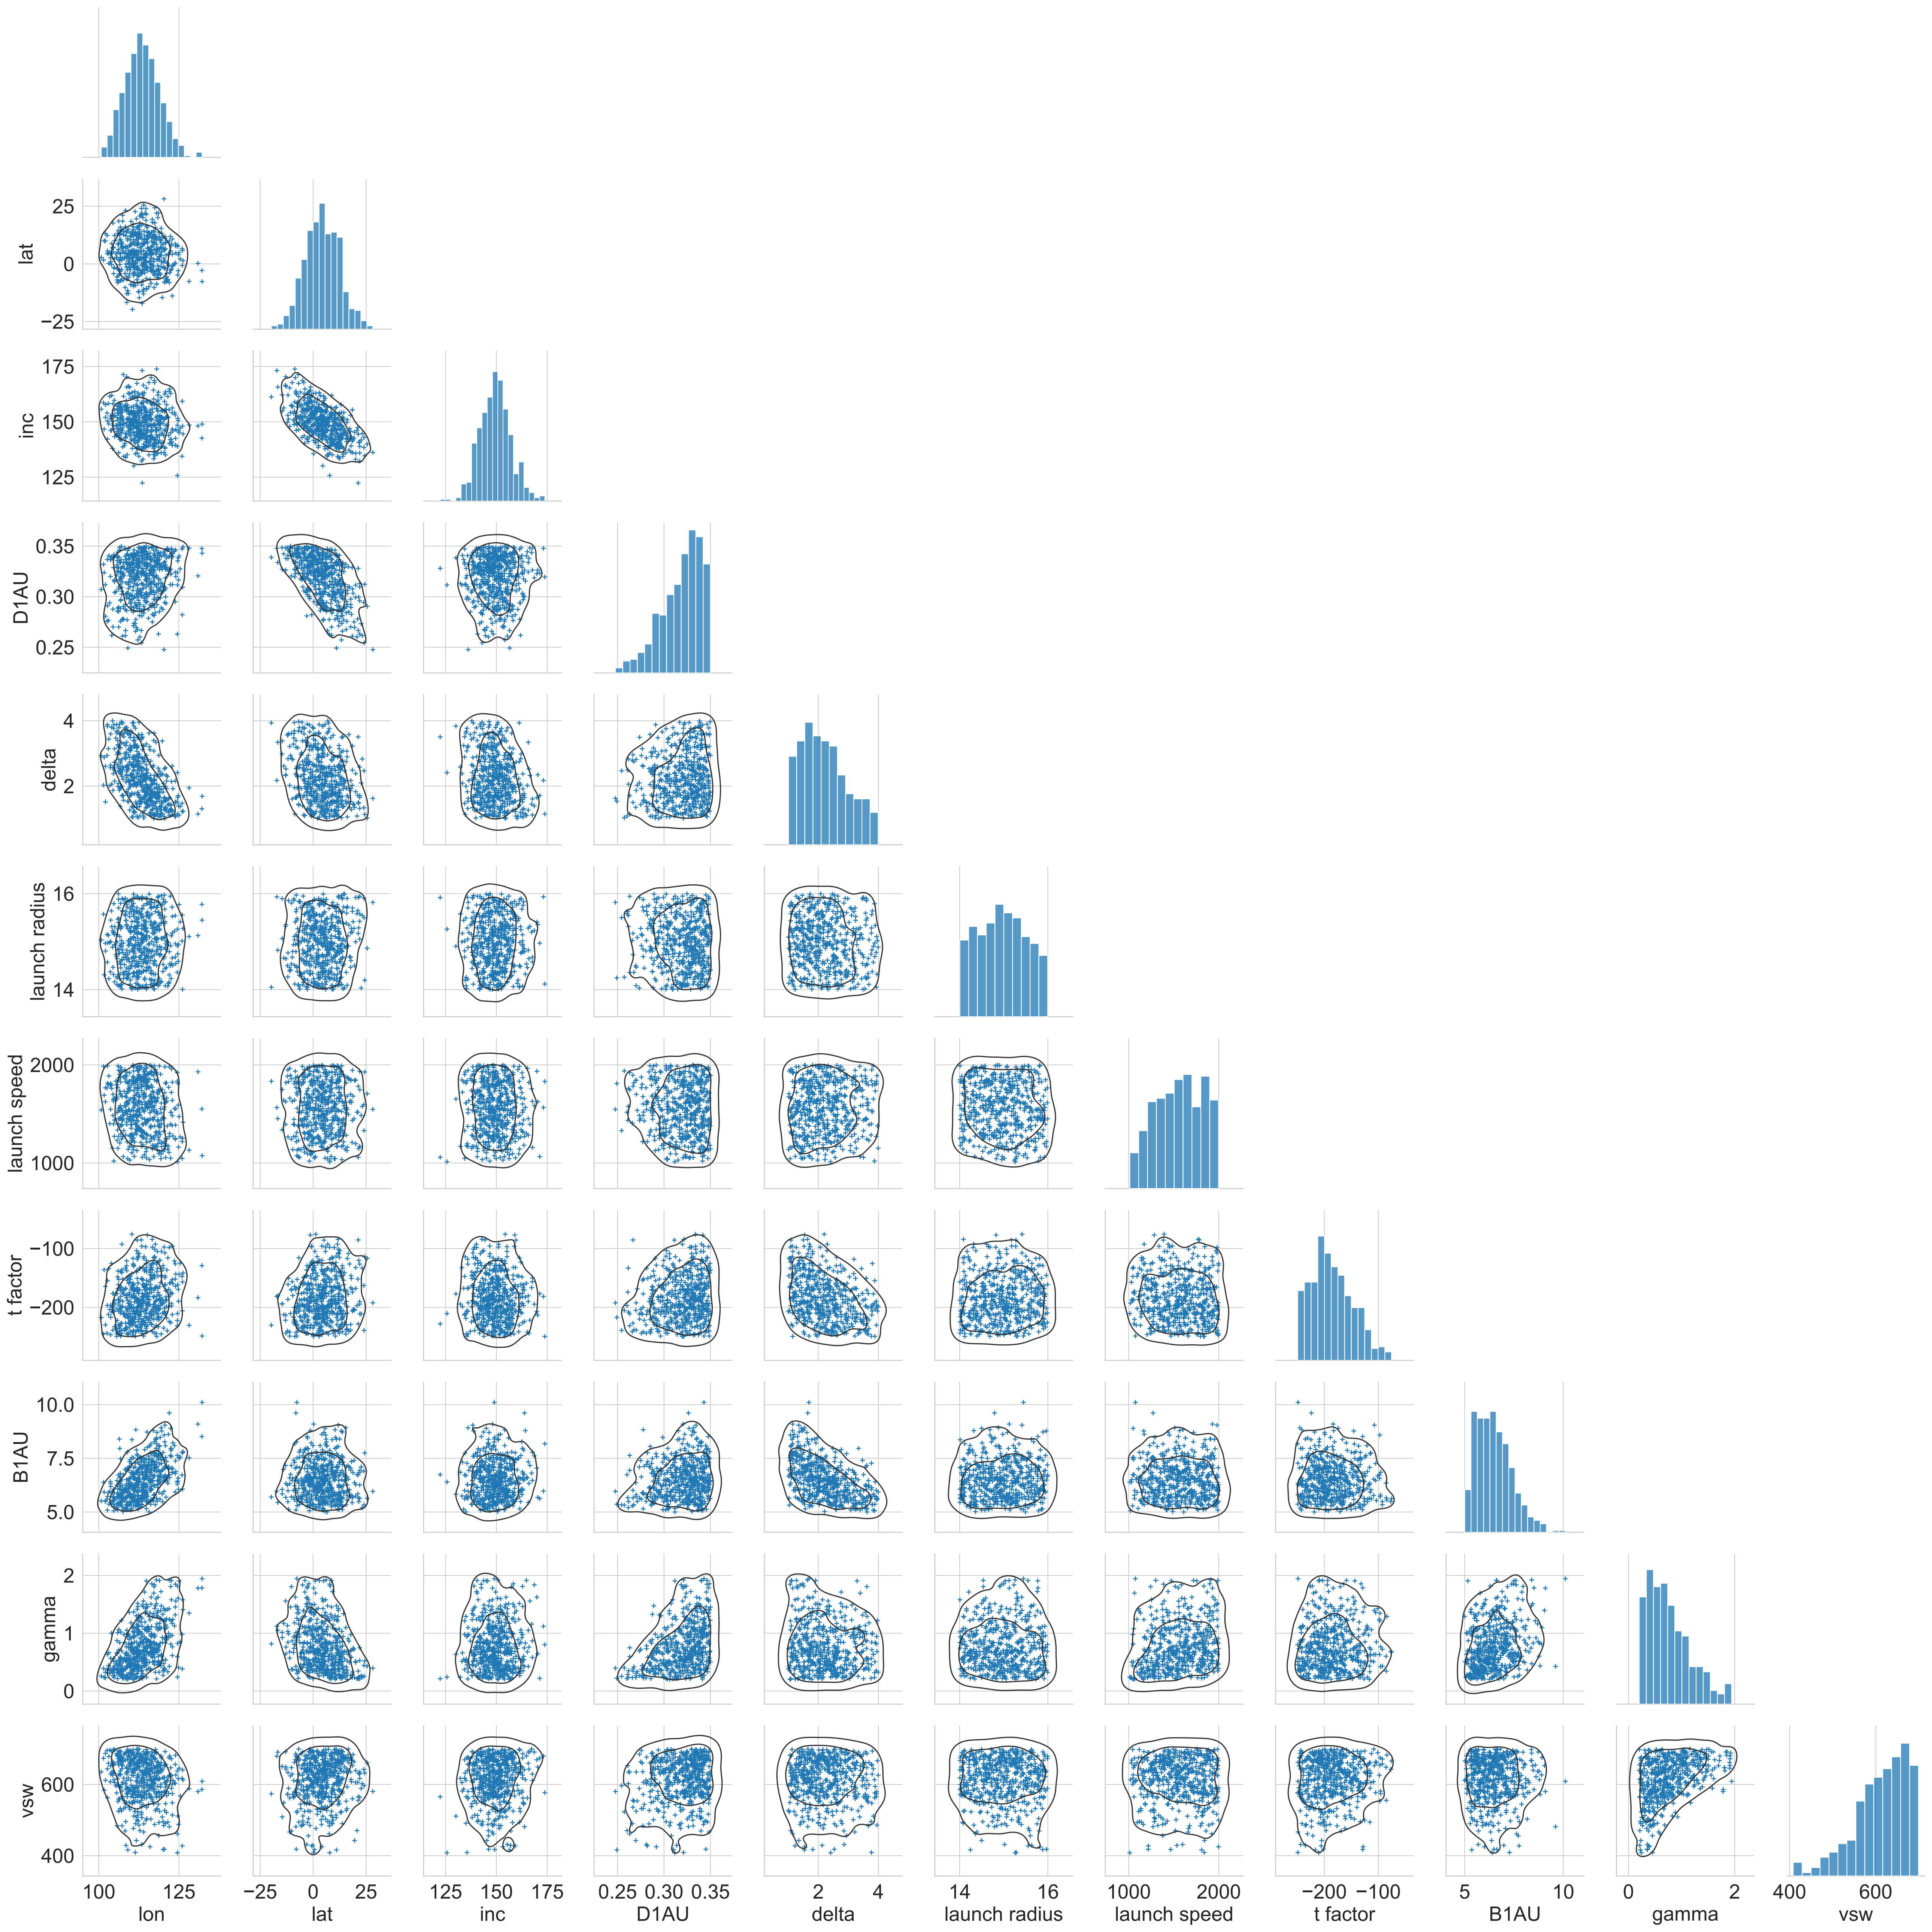 25
0
−25
lat
175
150
125
inc
0.35
0.30
0.25
D1AU
4
2
delta
16
14
launch radius
2000
1000
launch speed
−100
−200
t factor
10.0
7.5
5.0
B1AU
2
1
0
gamma
600
400
vsw
100 125 −25 0 25 125 150 175 0.25 0.30 0.35 2 4 14 16 1000 2000 −200 −100 5 10 0 2 400 600
lon lat inc D1AU delta launch radius launch speed t factor B1AU gamma vsw